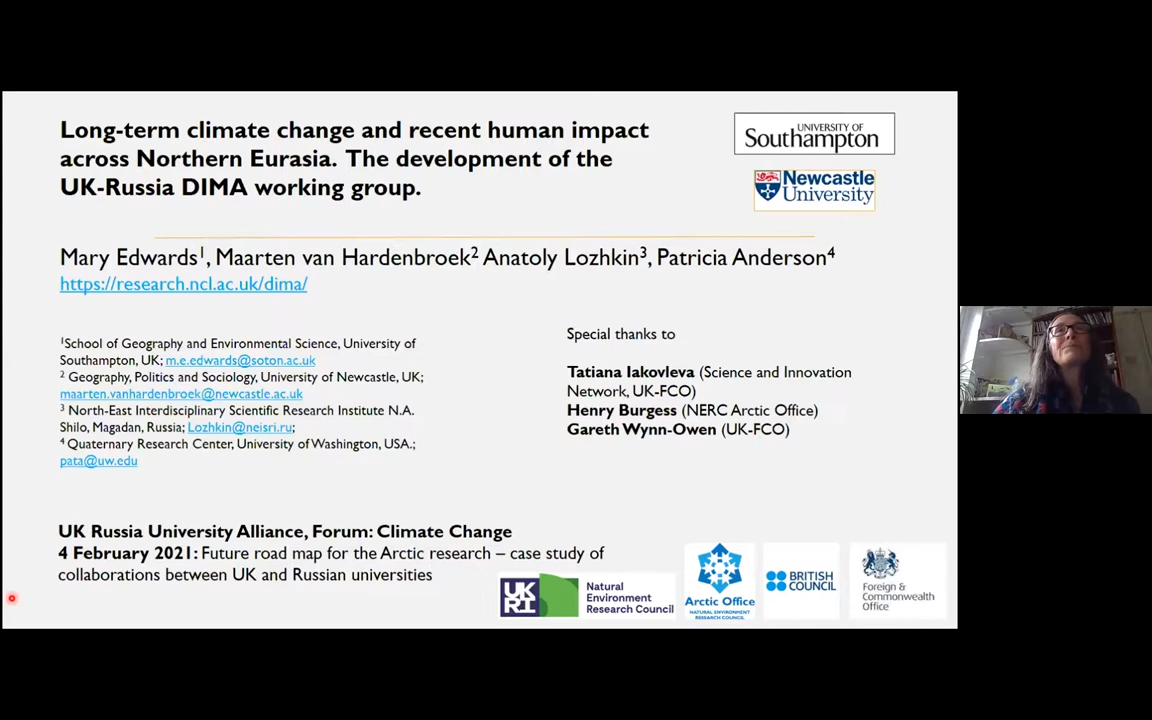 Long-term climate change and recent human impact
across Northern Eurasia. The development of the
UK-Russia DIMA working group.
UNIVERSITY OF
Southampton
Newcastle
University
Mary Edwards1, Maarten van Hardenbroek2 Anatoly Lozhkin3, Patricia Anderson4
https://research.ncl.ac.uk/dima/
1School of Geography and Environmental Science, University of
Southampton, UK; m.e.edwards@soton.ac.uk
2 Geography, Politics and Sociology, University of Newcastle, UK;
maarten.vanhardenbroek@newcastle.ac.uk
3 North-East Interdisciplinary Scientific Research Institute N.A.
Shilo, Magadan, Russia; Lozhkin@neisri.ru;
4 Quaternary Research Center, University of Washington, USA.;
pata@uw.edu
Special thanks to
Tatiana Iakovleva (Science and Innovation
Network, UK-FCO)
Henry Burgess (NERC Arctic Office)
Gareth Wynn-Owen (UK-FCO)
UK Russia University Alliance, Forum: Climate Change
4 February 2021: Future road map for the Arctic research – case study of
collaborations between UK and Russian universities
UK
RI
Natural
Environment
Research Council
Arctic Office
NATURAL ENVIRONMENT
RESEARCH COUNCIL
BRITISH
COUNCIL
Foreign &
Commonwealth
Office